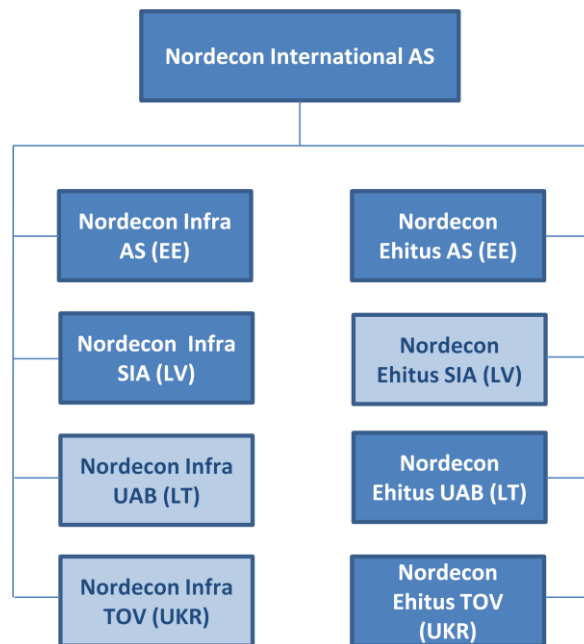 Nordecon International AS
Nordecon Infra
AS (EE)
Nordecon
Ehitus AS (EE)
Nordecon Infra
SIA (LV)
Nordecon
Ehitus SIA (LV)
Nordecon Infra
UAB (LT)
Nordecon
Ehitus UAB (LT)
Nordecon Infra
TOV (UKR)
Nordecon
Ehitus TOV
(UKR)